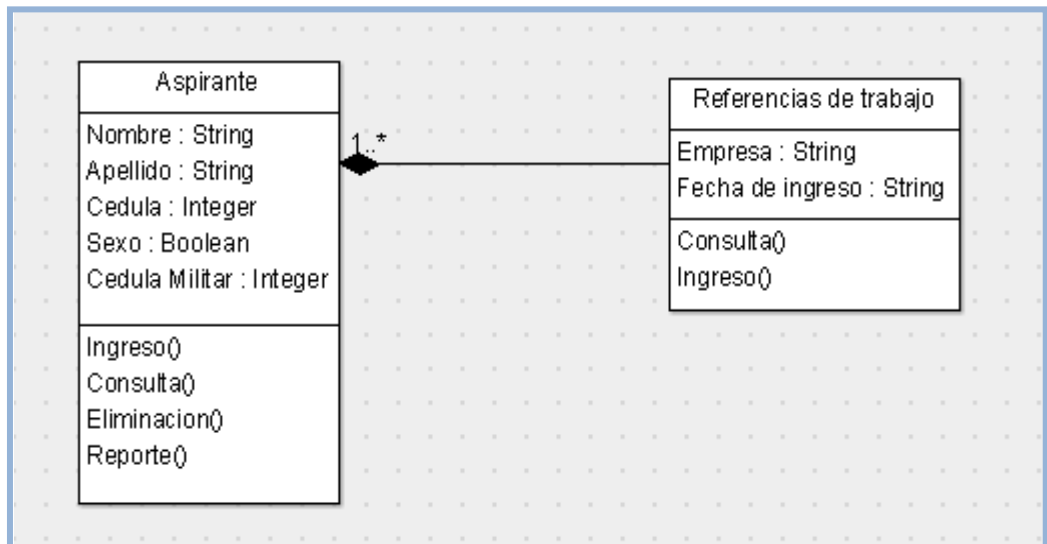 Aspirante
Nombre : String
Apellido : String
Cedula : Integer
Sexo : Boolean
Cedula Militar : Integer
Ingreso()
Consulta()
Eliminacion()
Reporte()
1..*
Referencias de trabajo
Empresa : String
Fecha de ingreso : String
Consulta()
Ingreso()